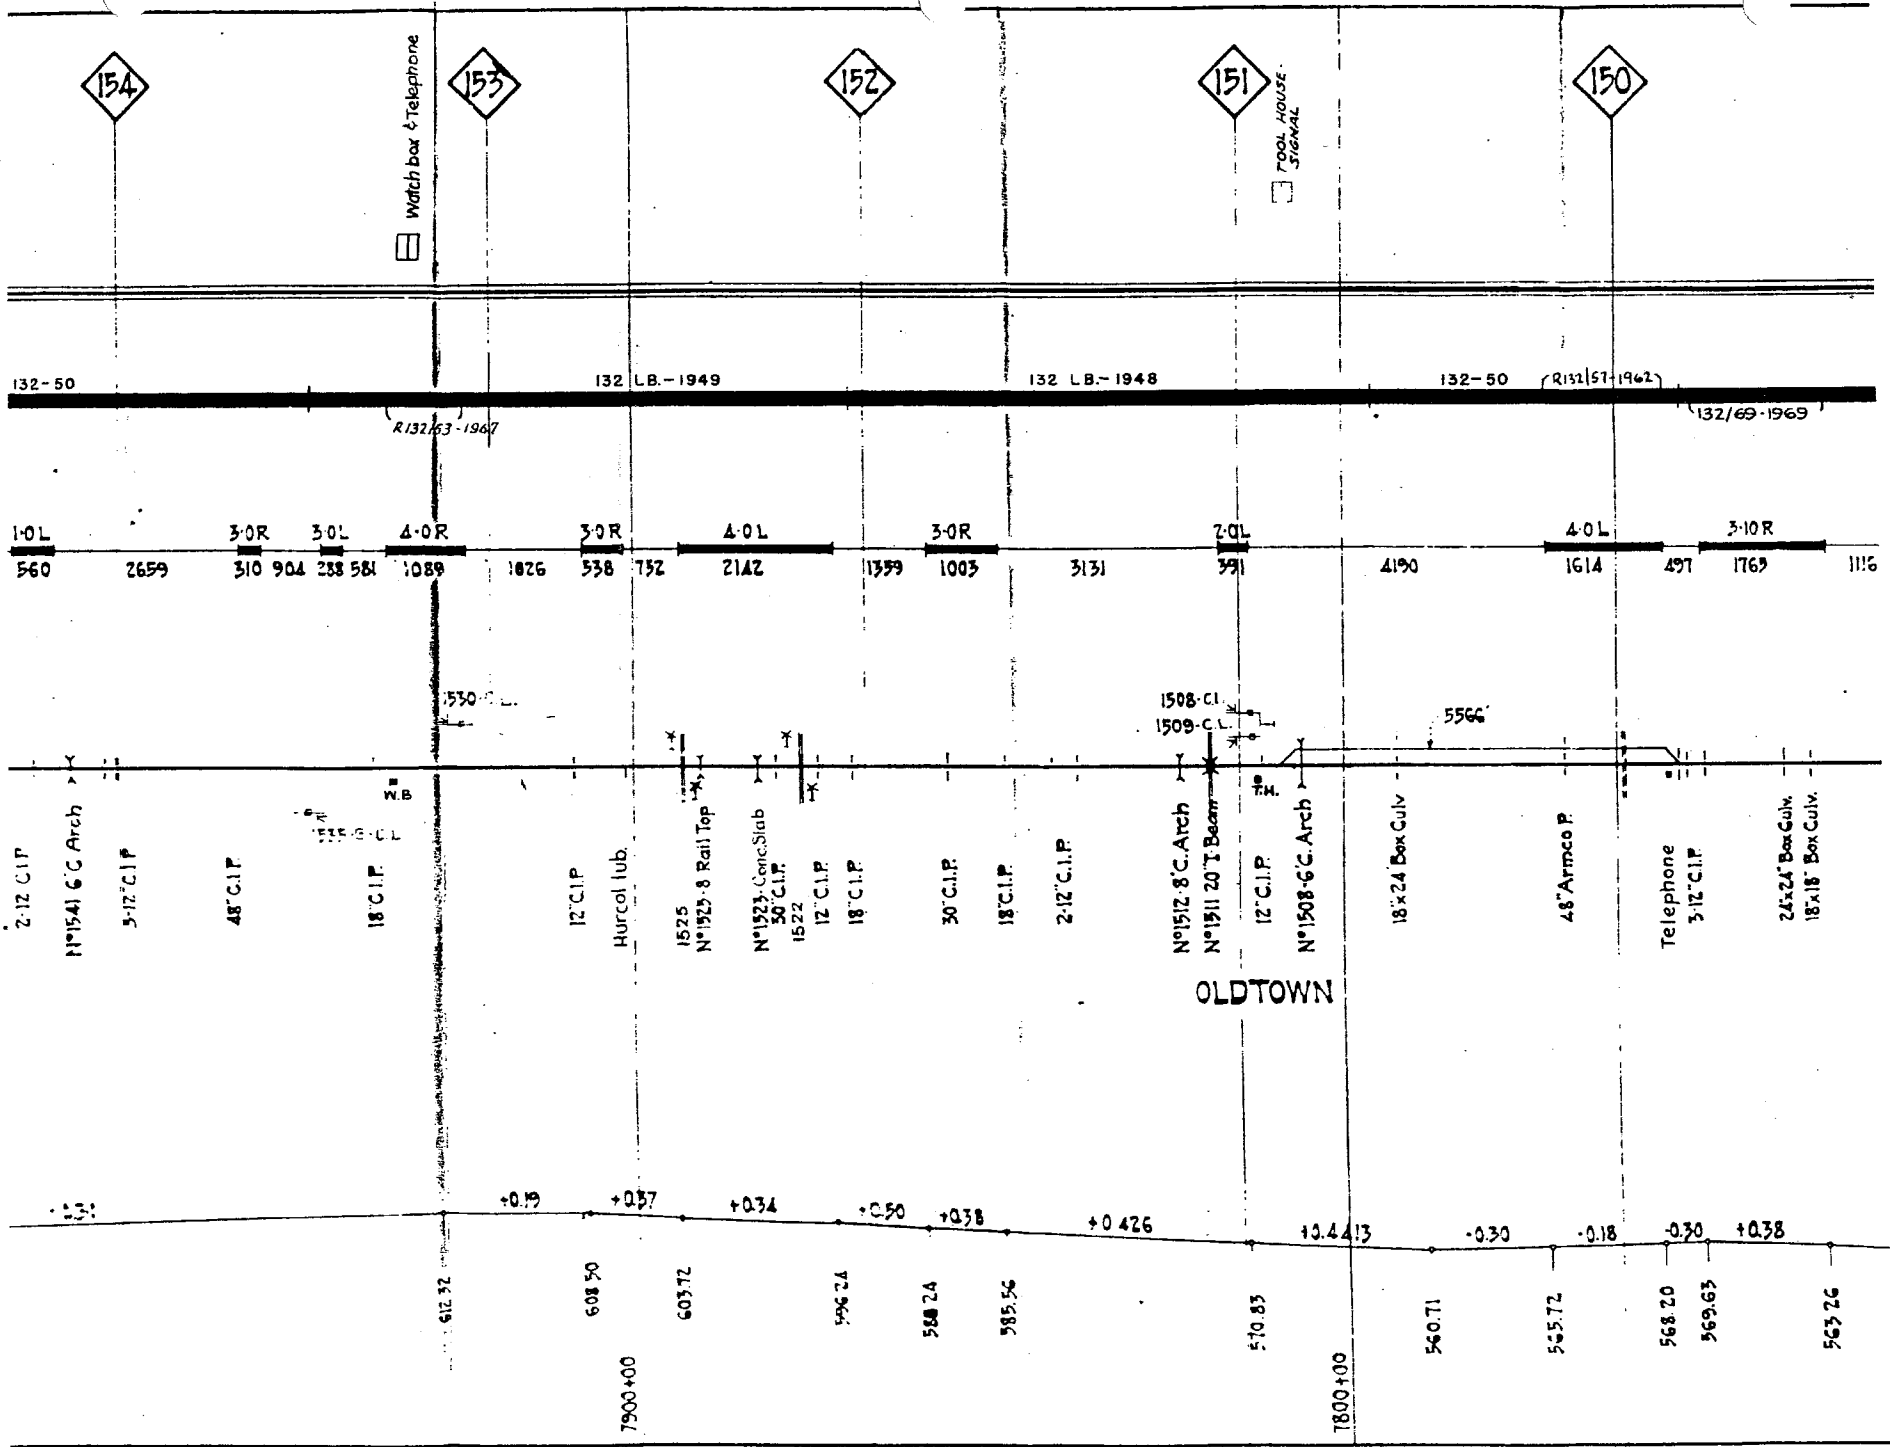 154
153
152
151
150
Watch box & Telephone
TOOL HOUSE -
SIGNAL
132-50
132 LB.-1949
132 LB.-1948
132-50
R132/57-1962
R132/53-1967
132/69-1969
1·0L
3·0R
3·0L
4·0R
3·0R
4·0L
3·0R
2·0L
4·0L
3·10R
560
2659
310
904
288
581
1089
1826
538
732
2142
1359
1003
3131
391
4190
1614
497
1763
1116
1508-C.L.
1509-C.L.
5566'
W.B
T.H.
2-12" C.I.P
N°1541 6'C Arch
3-12" C.I.P
48" C.I.P.
18" C.I.P.
12" C.I.P
Hurcol lub.
1525
N°1525-8 Rail Top
N°1523-Conc. Slab
30" C.I.P.
1522
12" C.I.P.
18" C.I.P.
30" C.I.P.
18" C.I.P.
2-12" C.I.P.
N°1512-8'C. Arch
N°1511 20' T-Beam
12" C.I.P.
N°1508-6'C. Arch
18"x24" Box Culv
48" Armco P.
Telephone
3-12" C.I.P.
24"x24" Box Culv.
18"x18" Box Culv.
OLDTOWN
+0.19
+0.37
+0.34
+0.50
+0.38
+0.426
+0.4413
-0.30
-0.18
-0.30
+0.38
612.32
608.50
603.72
596.24
588.24
585.56
570.83
560.71
565.72
568.20
569.63
563.26
7900+00
7800+00